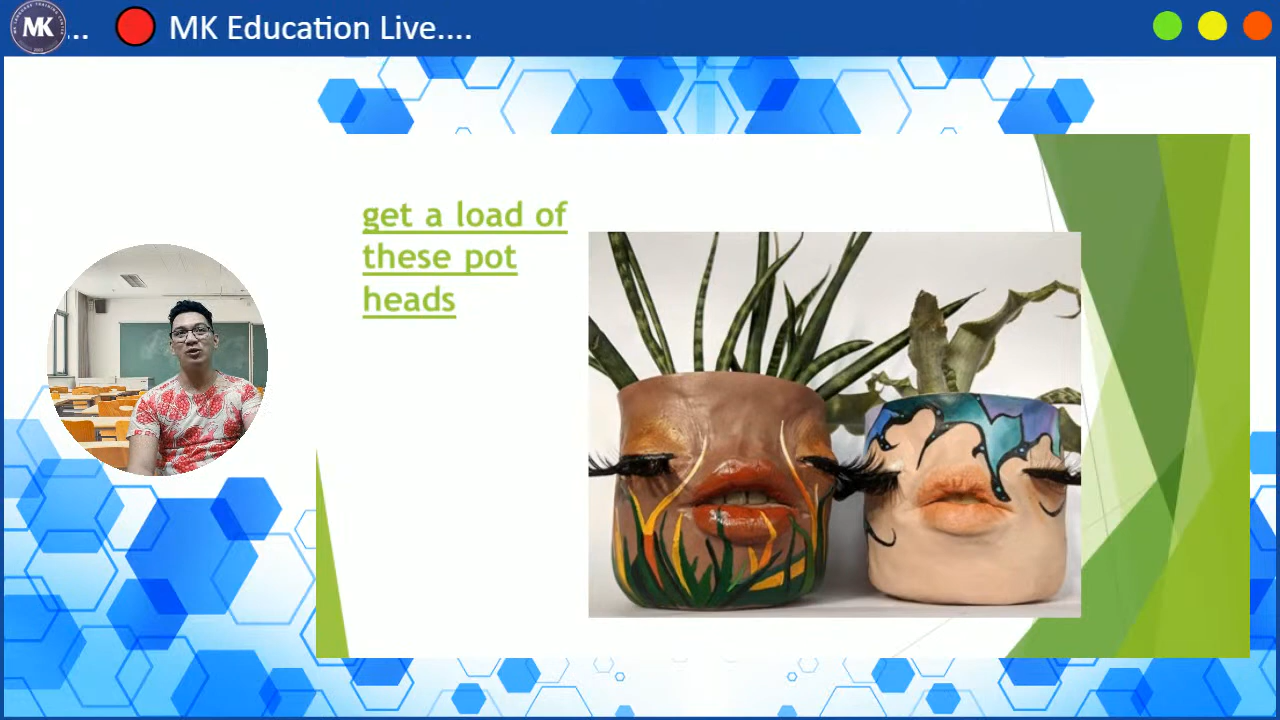 MK
... MK Education Live....
get a load of
these pot
heads